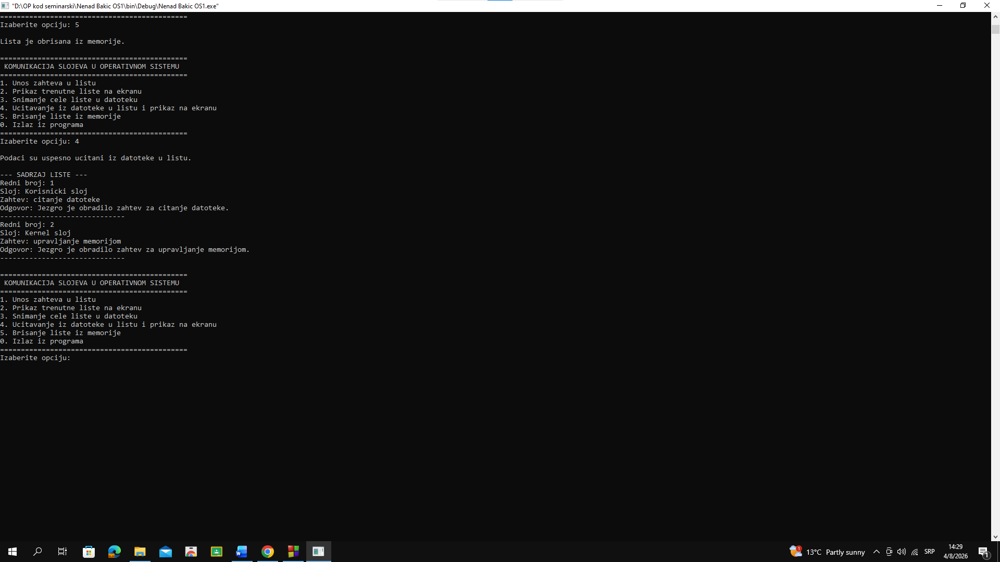 "D:\OP kod seminarski\Nenad Bakic OS1\bin\Debug\Nenad Bakic OS1.exe"
=============================================
Izaberite opciju: 5
Lista je obrisana iz memorije.
=============================================
KOMUNIKACIJA SLOJEVA U OPERATIVNOM SISTEMU
=============================================
1. Unos zahteva u listu
2. Prikaz trenutne liste na ekranu
3. Snimanje cele liste u datoteku
4. Ucitavanje iz datoteke u listu i prikaz na ekranu
5. Brisanje liste iz memorije
0. Izlaz iz programa
=============================================
Izaberite opciju: 4
Podaci su uspesno ucitani iz datoteke u listu.
--- SADRZAJ LISTE ---
Redni broj: 1
Sloj: Korisnicki sloj
Zahtev: citanje datoteke
Odgovor: Jezgro je obradilo zahtev za citanje datoteke.
------------------------------
Redni broj: 2
Sloj: Kernel sloj
Zahtev: upravljanje memorijom
Odgovor: Jezgro je obradilo zahtev za upravljanje memorijom.
------------------------------
=============================================
KOMUNIKACIJA SLOJEVA U OPERATIVNOM SISTEMU
=============================================
1. Unos zahteva u listu
2. Prikaz trenutne liste na ekranu
3. Snimanje cele liste u datoteku
4. Ucitavanje iz datoteke u listu i prikaz na ekranu
5. Brisanje liste iz memorije
0. Izlaz iz programa
=============================================
Izaberite opciju:
1
13°C Partly sunny
SRP
14:29
4/8/2026
1